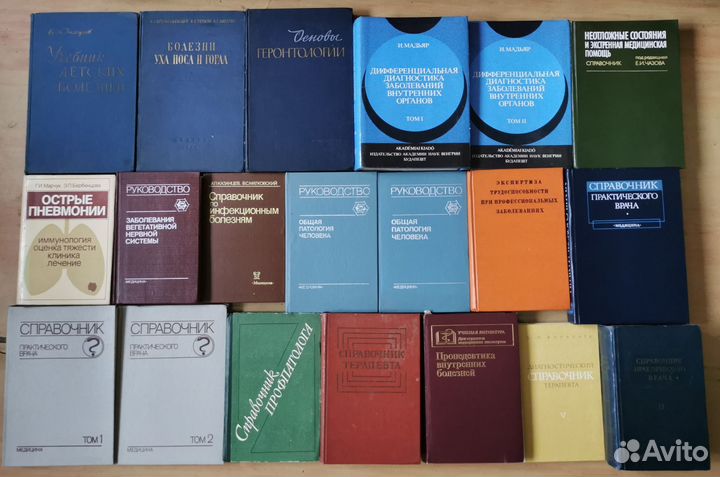 Учебник
ДЕТСКИХ
БОЛЕЗНЕЙ
БОЛЕЗНИ
УХА НОСА И ГОРЛА
Основы
ГЕРОНТОЛОГИИ
И. МАДЬЯР
ДИФФЕРЕНЦИАЛЬНАЯ
ДИАГНОСТИКА
ЗАБОЛЕВАНИЙ
ВНУТРЕННИХ
ОРГАНОВ
ТОМ I
AKADÉMIAI KIADÓ
ИЗДАТЕЛЬСТВО АКАДЕМИИ НАУК ВЕНГРИИ
БУДАПЕШТ
И. МАДЬЯР
ДИФФЕРЕНЦИАЛЬНАЯ
ДИАГНОСТИКА
ЗАБОЛЕВАНИЙ
ВНУТРЕННИХ
ОРГАНОВ
ТОМ II
AKADÉMIAI KIADÓ
ИЗДАТЕЛЬСТВО АКАДЕМИИ НАУК ВЕНГРИИ
БУДАПЕШТ
НЕОТЛОЖНЫЕ СОСТОЯНИЯ
И ЭКСТРЕННАЯ МЕДИЦИНСКАЯ
ПОМОЩЬ
СПРАВОЧНИК
под редакцией
Е.И.ЧАЗОВА
Г.И. Марчук, Э.П.Бербенцова
ОСТРЫЕ
ПНЕВМОНИИ
иммунология
оценка тяжести
клиника
лечение
РУКОВОДСТВО
ЗАБОЛЕВАНИЯ
ВЕГЕТАТИВНОЙ
НЕРВНОЙ
СИСТЕМЫ
МЕДИЦИНА
Справочник
по
инфекционным
болезням
Медицина
РУКОВОДСТВО
ОБЩАЯ
ПАТОЛОГИЯ
ЧЕЛОВЕКА
МЕДИЦИНА
РУКОВОДСТВО
ОБЩАЯ
ПАТОЛОГИЯ
ЧЕЛОВЕКА
МЕДИЦИНА
ЭКСПЕРТИЗА
ТРУДОСПОСОБНОСТИ
ПРИ ПРОФЕССИОНАЛЬНЫХ
ЗАБОЛЕВАНИЯХ
СПРАВОЧНИК
ПРАКТИЧЕСКОГО
ВРАЧА
•МЕДИЦИНА•
СПРАВОЧНИК
ПРАКТИЧЕСКОГО
ВРАЧА
?
ТОМ 1
МЕДИЦИНА
СПРАВОЧНИК
ПРАКТИЧЕСКОГО
ВРАЧА
?
ТОМ 2
МЕДИЦИНА
Справочник
ПРОФПАТОЛОГА
СПРАВОЧНИК
ТЕРАПЕВТА
УЧЕБНАЯ ЛИТЕРАТУРА
Для студентов
медицинских институтов
Пропедевтика
внутренних
болезней
ДИАГНОСТИЧЕСКИЙ
СПРАВОЧНИК
ТЕРАПЕВТА
СПРАВОЧНИК
ПРАКТИЧЕСКОГО
ВРАЧА
Avito